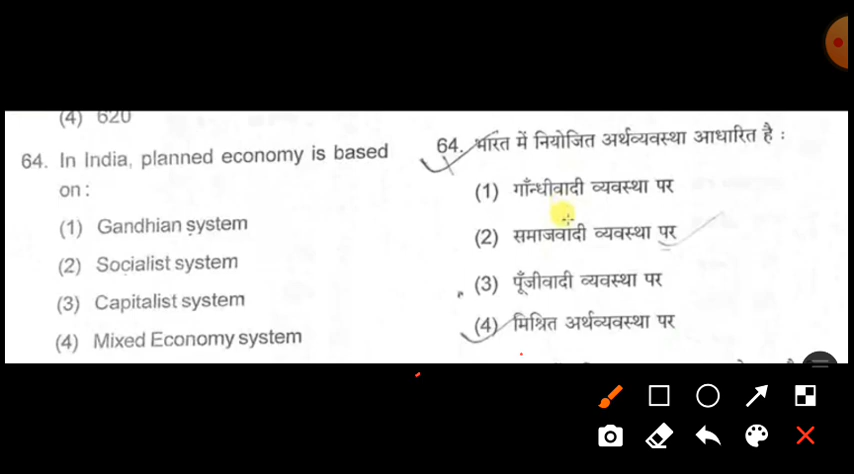 (4) 620
64. In India, planned economy is based
on :
(1) Gandhian system
(2) Socialist system
(3) Capitalist system
(4) Mixed Economy system
64. भारत में नियोजित अर्थव्यवस्था आधारित है :
(1) गाँन्धीवादी व्यवस्था पर
(2) समाजवादी व्यवस्था पर
(3) पूँजीवादी व्यवस्था पर
(4) मिश्रित अर्थव्यवस्था पर